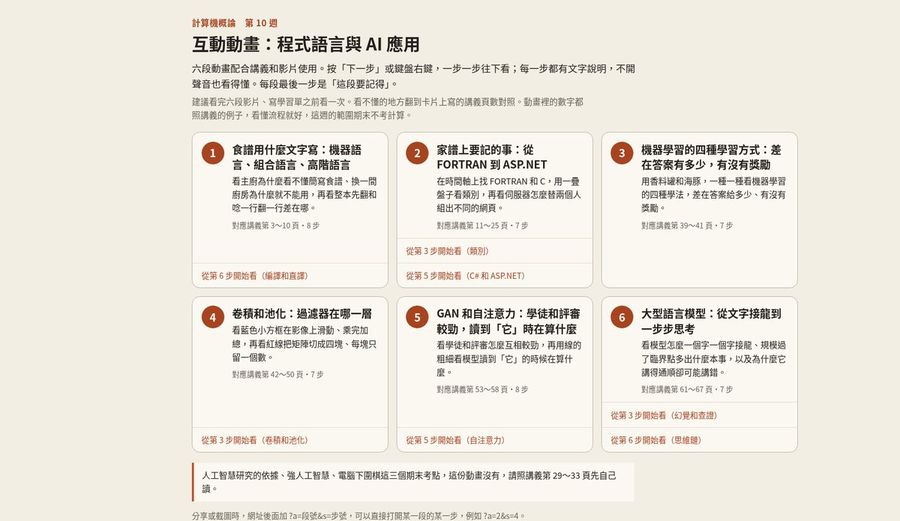 計算機概論　第 10 週
互動動畫：程式語言與 AI 應用
六段動畫配合講義和影片使用。按「下一步」或鍵盤右鍵，一步一步往下看；每一步都有文字說明，不開
聲音也看得懂。每段最後一步是「這段要記得」。
建議看完六段影片、寫學習單之前看一次。看不懂的地方翻到卡片上寫的講義頁數對照。動畫裡的數字都
照講義的例子，看懂流程就好，這週的範圍期末不考計算。
1
食譜用什麼文字寫：機器語
言、組合語言、高階語言
看主廚為什麼看不懂簡寫食譜、換一間
廚房為什麼就不能用，再看整本先翻和
唸一行翻一行差在哪。
對應講義第 3～10 頁・8 步
從第 6 步開始看（編譯和直譯）
2
家譜上要記的事：從
FORTRAN 到 ASP.NET
在時間軸上找 FORTRAN 和 C，用一疊
盤子看類別，再看伺服器怎麼替兩個人
組出不同的網頁。
對應講義第 11～25 頁・7 步
從第 3 步開始看（類別）
從第 5 步開始看（C# 和 ASP.NET）
3
機器學習的四種學習方式：差
在答案有多少，有沒有獎勵
用香料罐和海豚，一種一種看機器學習
的四種學法，差在答案給多少、有沒有
獎勵。
對應講義第 39～41 頁・7 步
4
卷積和池化：過濾器在哪一層
看藍色小方框在影像上滑動、乘完加
總，再看紅線把矩陣切成四塊、每塊只
留一個數。
對應講義第 42～50 頁・7 步
從第 3 步開始看（卷積和池化）
5
GAN 和自注意力：學徒和評審
較勁，讀到「它」時在算什麼
看學徒和評審怎麼互相較勁，再用線的
粗細看模型讀到「它」的時候在算什
麼。
對應講義第 53～58 頁・8 步
從第 5 步開始看（自注意力）
6
大型語言模型：從文字接龍到
一步步思考
看模型怎麼一個字一個字接龍、規模過
了臨界點多出什麼本事，以及為什麼它
講得通順卻可能講錯。
對應講義第 61～67 頁・7 步
從第 3 步開始看（幻覺和查證）
從第 6 步開始看（思維鏈）
人工智慧研究的依據、強人工智慧、電腦下圍棋這三個期末考點，這份動畫沒有，請照講義第 29～33 頁先自己
讀。
分享或截圖時，網址後面加 ?a=段號&s=步號，可以直接打開某一段的某一步，例如 ?a=2&s=4。